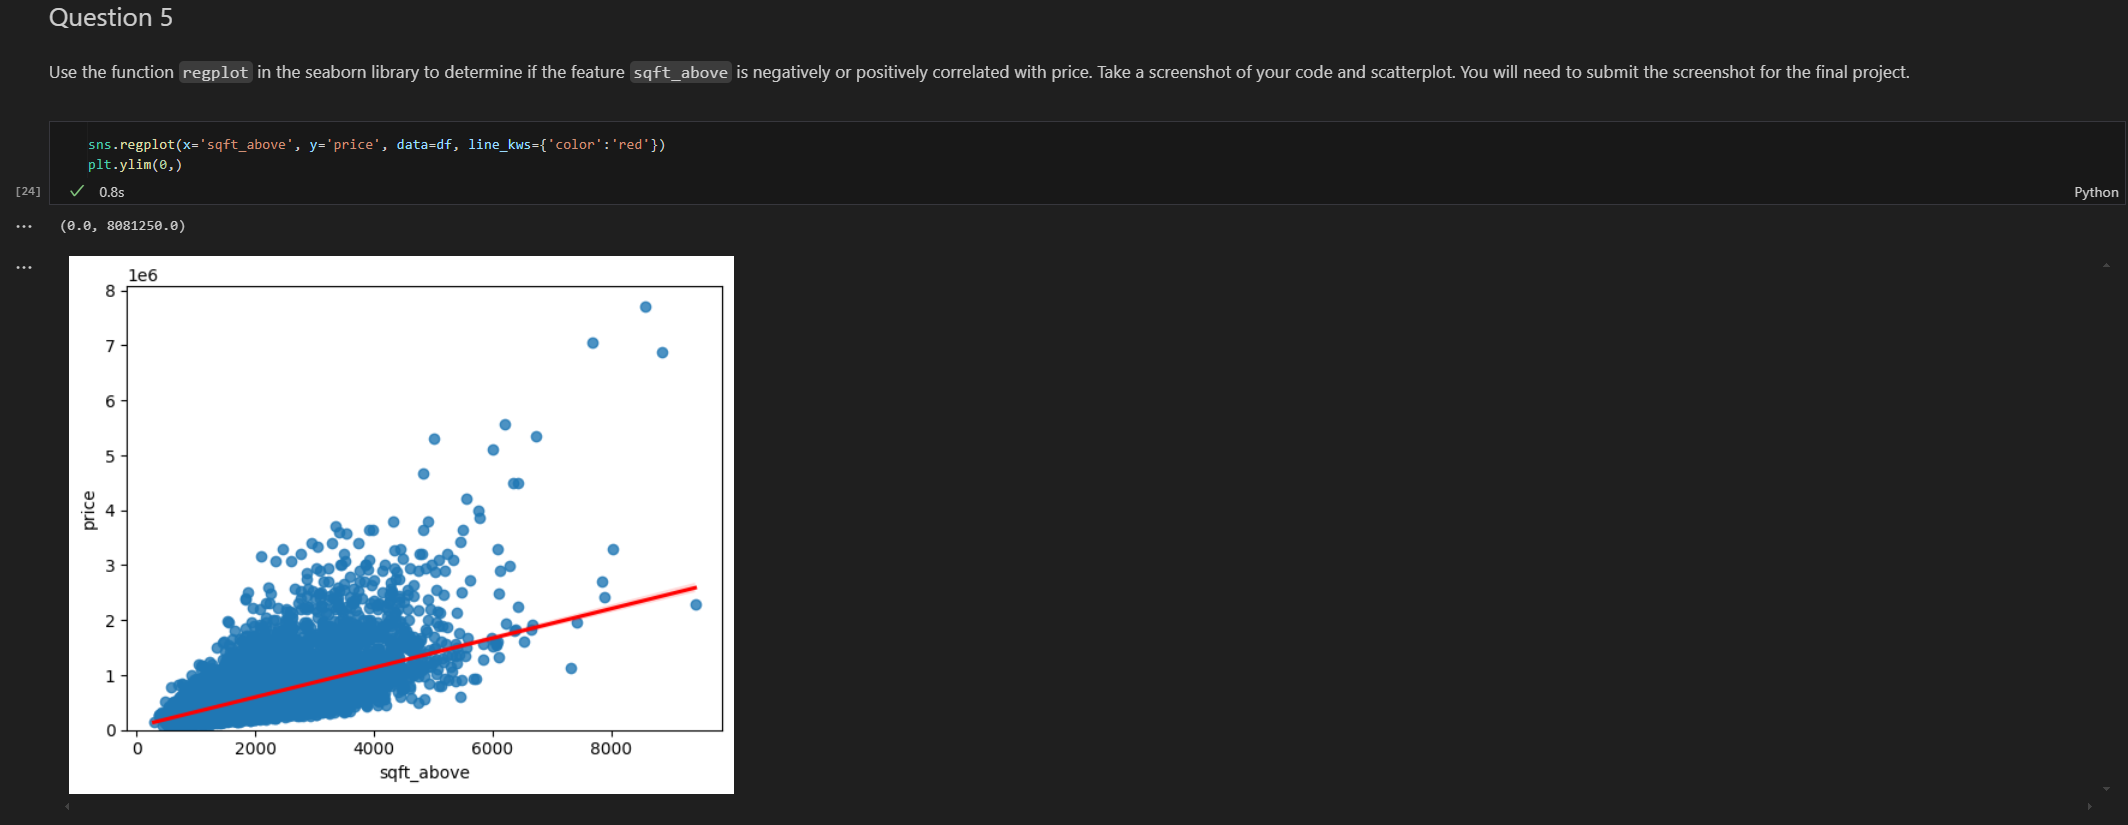 Question 5
Use the function regplot in the seaborn library to determine if the feature sqft_above is negatively or positively correlated with price. Take a screenshot of your code and scatterplot. You will need to submit the screenshot for the final project.
sns.regplot(x='sqft_above', y='price', data=df, line_kws={'color':'red'})
plt.ylim(0,)
[24]
0.8s
Python
(0.0, 8081250.0)
1e6
8
7
6
5
4
3
2
1
0
price
0 2000 4000 6000 8000
sqft_above